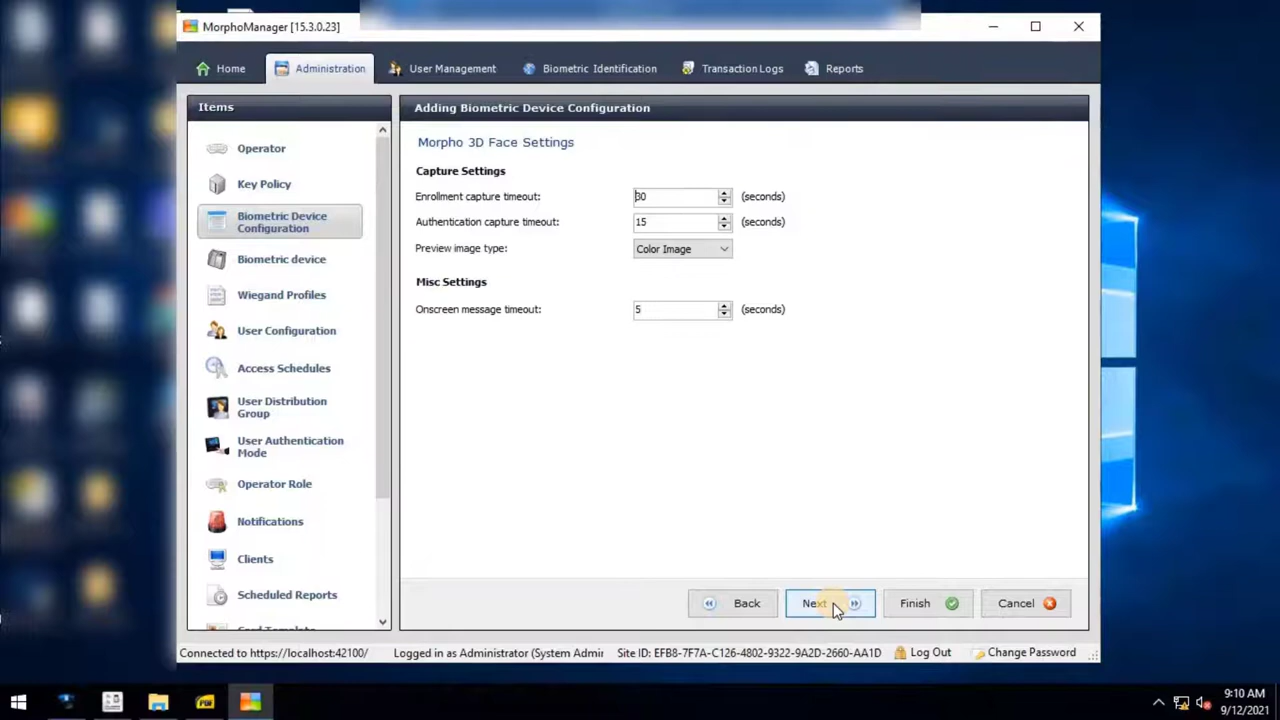 MorphoManager [15.3.0.23]
Home
Administration
User Management
Biometric Identification
Transaction Logs
Reports
Items
Operator
Key Policy
Biometric Device
Configuration
Biometric device
Wiegand Profiles
User Configuration
Access Schedules
User Distribution
Group
User Authentication
Mode
Operator Role
Notifications
Clients
Scheduled Reports
Card Template
Adding Biometric Device Configuration
Morpho 3D Face Settings
Capture Settings
Enrollment capture timeout: 30 (seconds)
Authentication capture timeout: 15 (seconds)
Preview image type: Color Image
Misc Settings
Onscreen message timeout: 5 (seconds)
Back
Next
Finish
Cancel
Connected to https://localhost:42100/
Logged in as Administrator (System Admir
Site ID: EFB8-7F7A-C126-4802-9322-9A2D-2660-AA1D
Log Out
Change Password
9:10 AM
9/12/2021